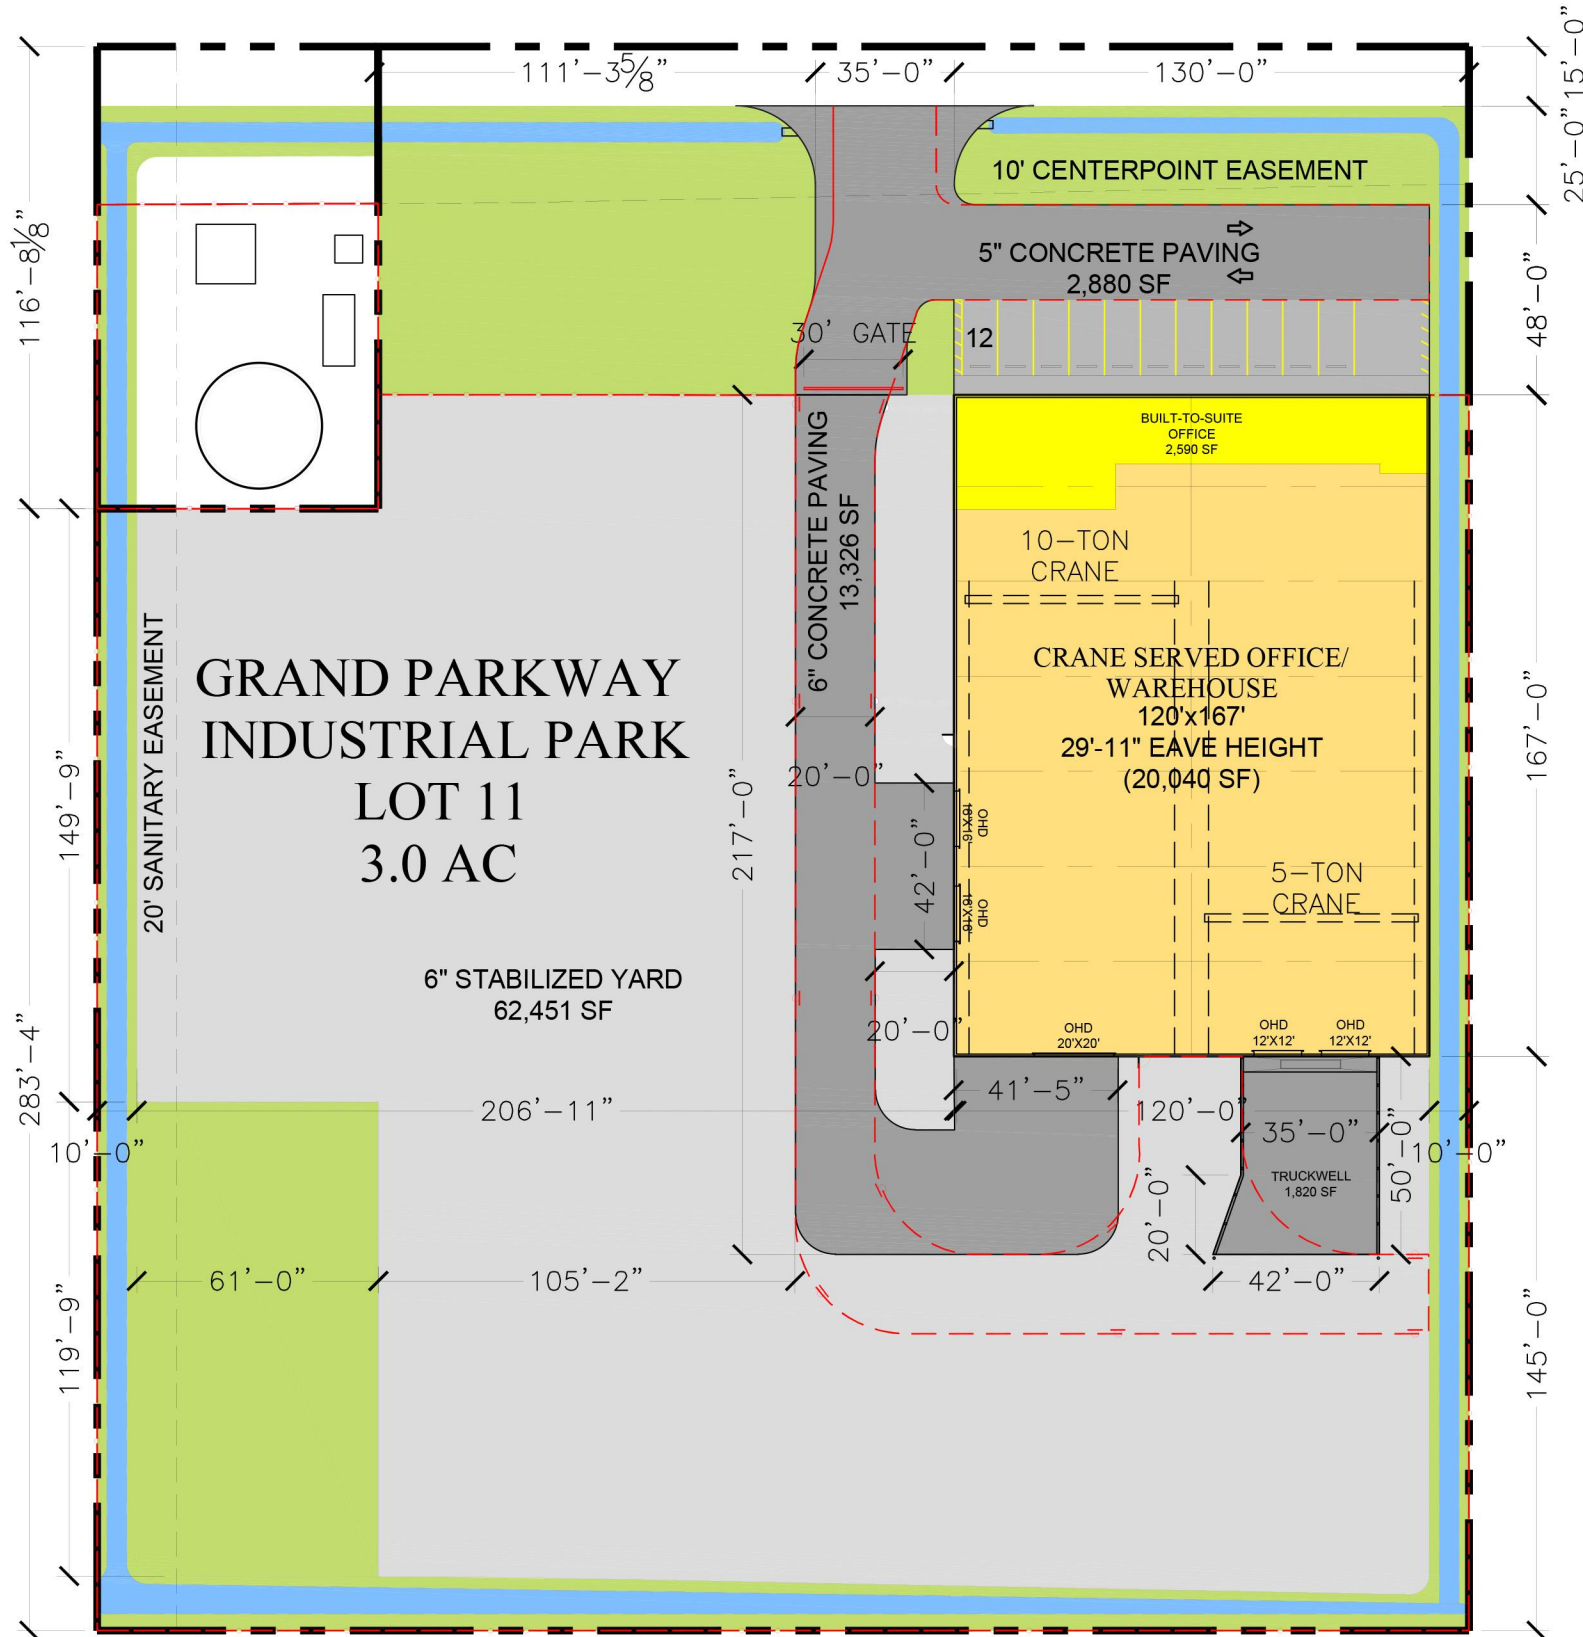 111'-3 5/8"
35'-0"
130'-0"
15'-0"
25'-0"
10' CENTERPOINT EASEMENT
5" CONCRETE PAVING
2,880 SF
116'-8 1/8"
48'-0"
30' GATE
12
BUILT-TO-SUITE
OFFICE
2,590 SF
6" CONCRETE PAVING
13,326 SF
10-TON
CRANE
20' SANITARY EASEMENT
GRAND PARKWAY
INDUSTRIAL PARK
LOT 11
3.0 AC
CRANE SERVED OFFICE/
WAREHOUSE
120'x167'
29'-11" EAVE HEIGHT
(20,040 SF)
167'-0"
149'-9"
20'-0"
217'-0"
42'-0"
OHD
16'X16'
OHD
16'X16'
5-TON
CRANE
6" STABILIZED YARD
62,451 SF
20'-0"
OHD
20'X20'
OHD
12'X12'
OHD
12'X12'
283'-4"
206'-11"
41'-5"
120'-0"
35'-0"
50'-0"
10'-0"
10'-0"
TRUCKWELL
1,820 SF
20'-0"
61'-0"
105'-2"
42'-0"
119'-9"
145'-0"